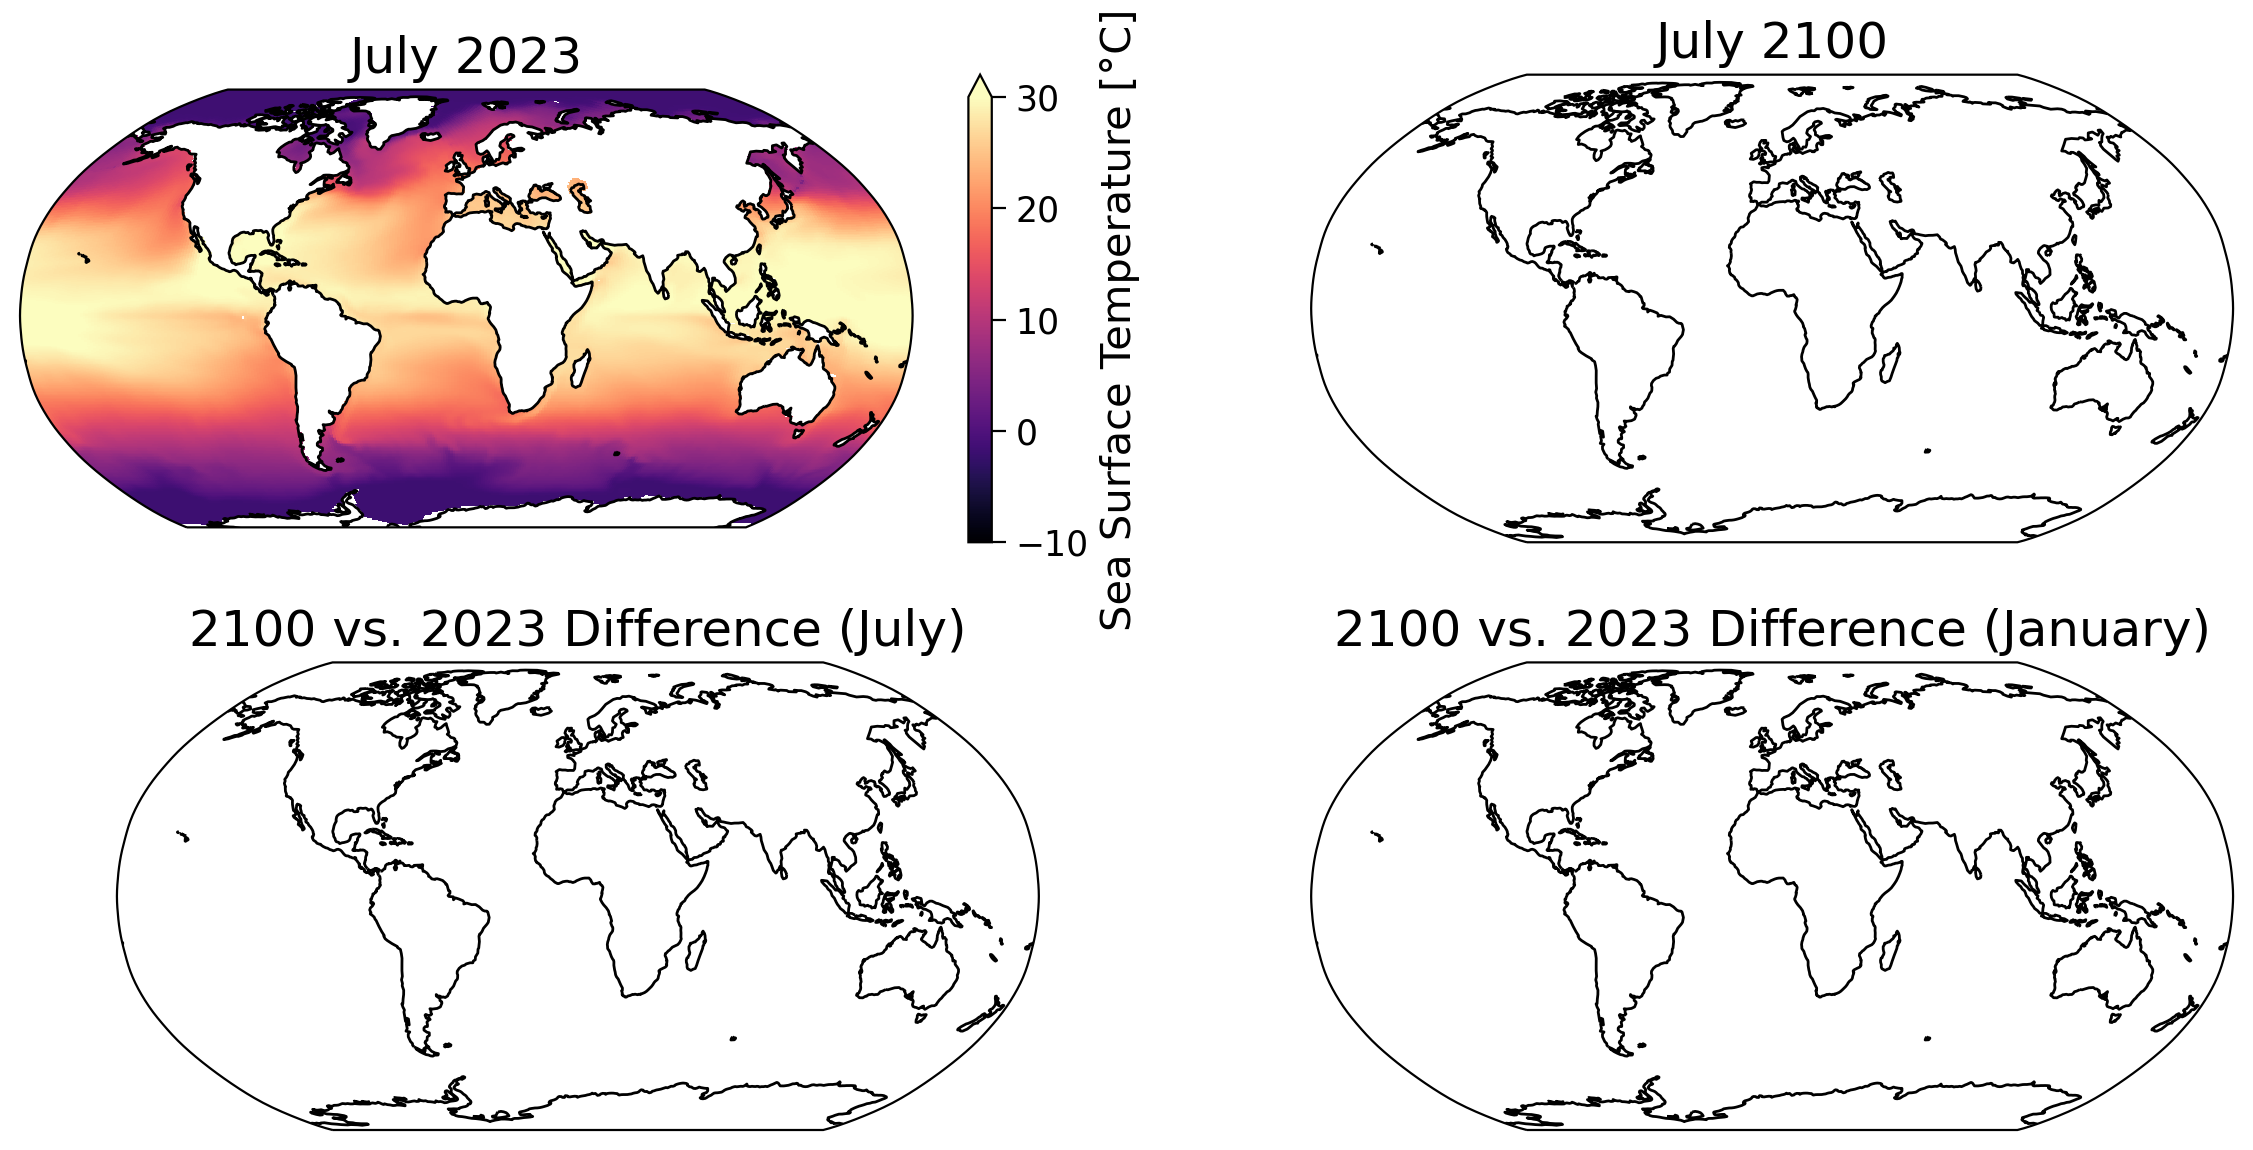 July 2023
30
20
10
0
−10
Sea Surface Temperature [°C]
July 2100
2100 vs. 2023 Difference (July)
2100 vs. 2023 Difference (January)